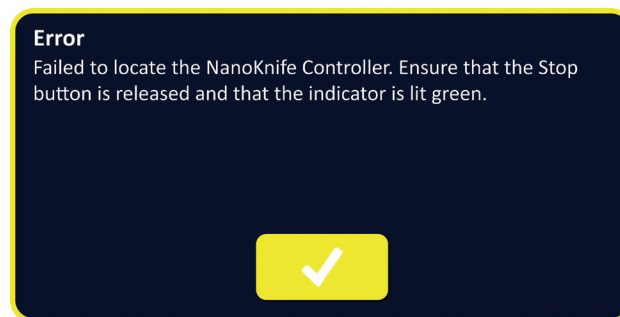 Error
Failed to locate the NanoKnife Controller. Ensure that the Stop
button is released and that the indicator is lit green.